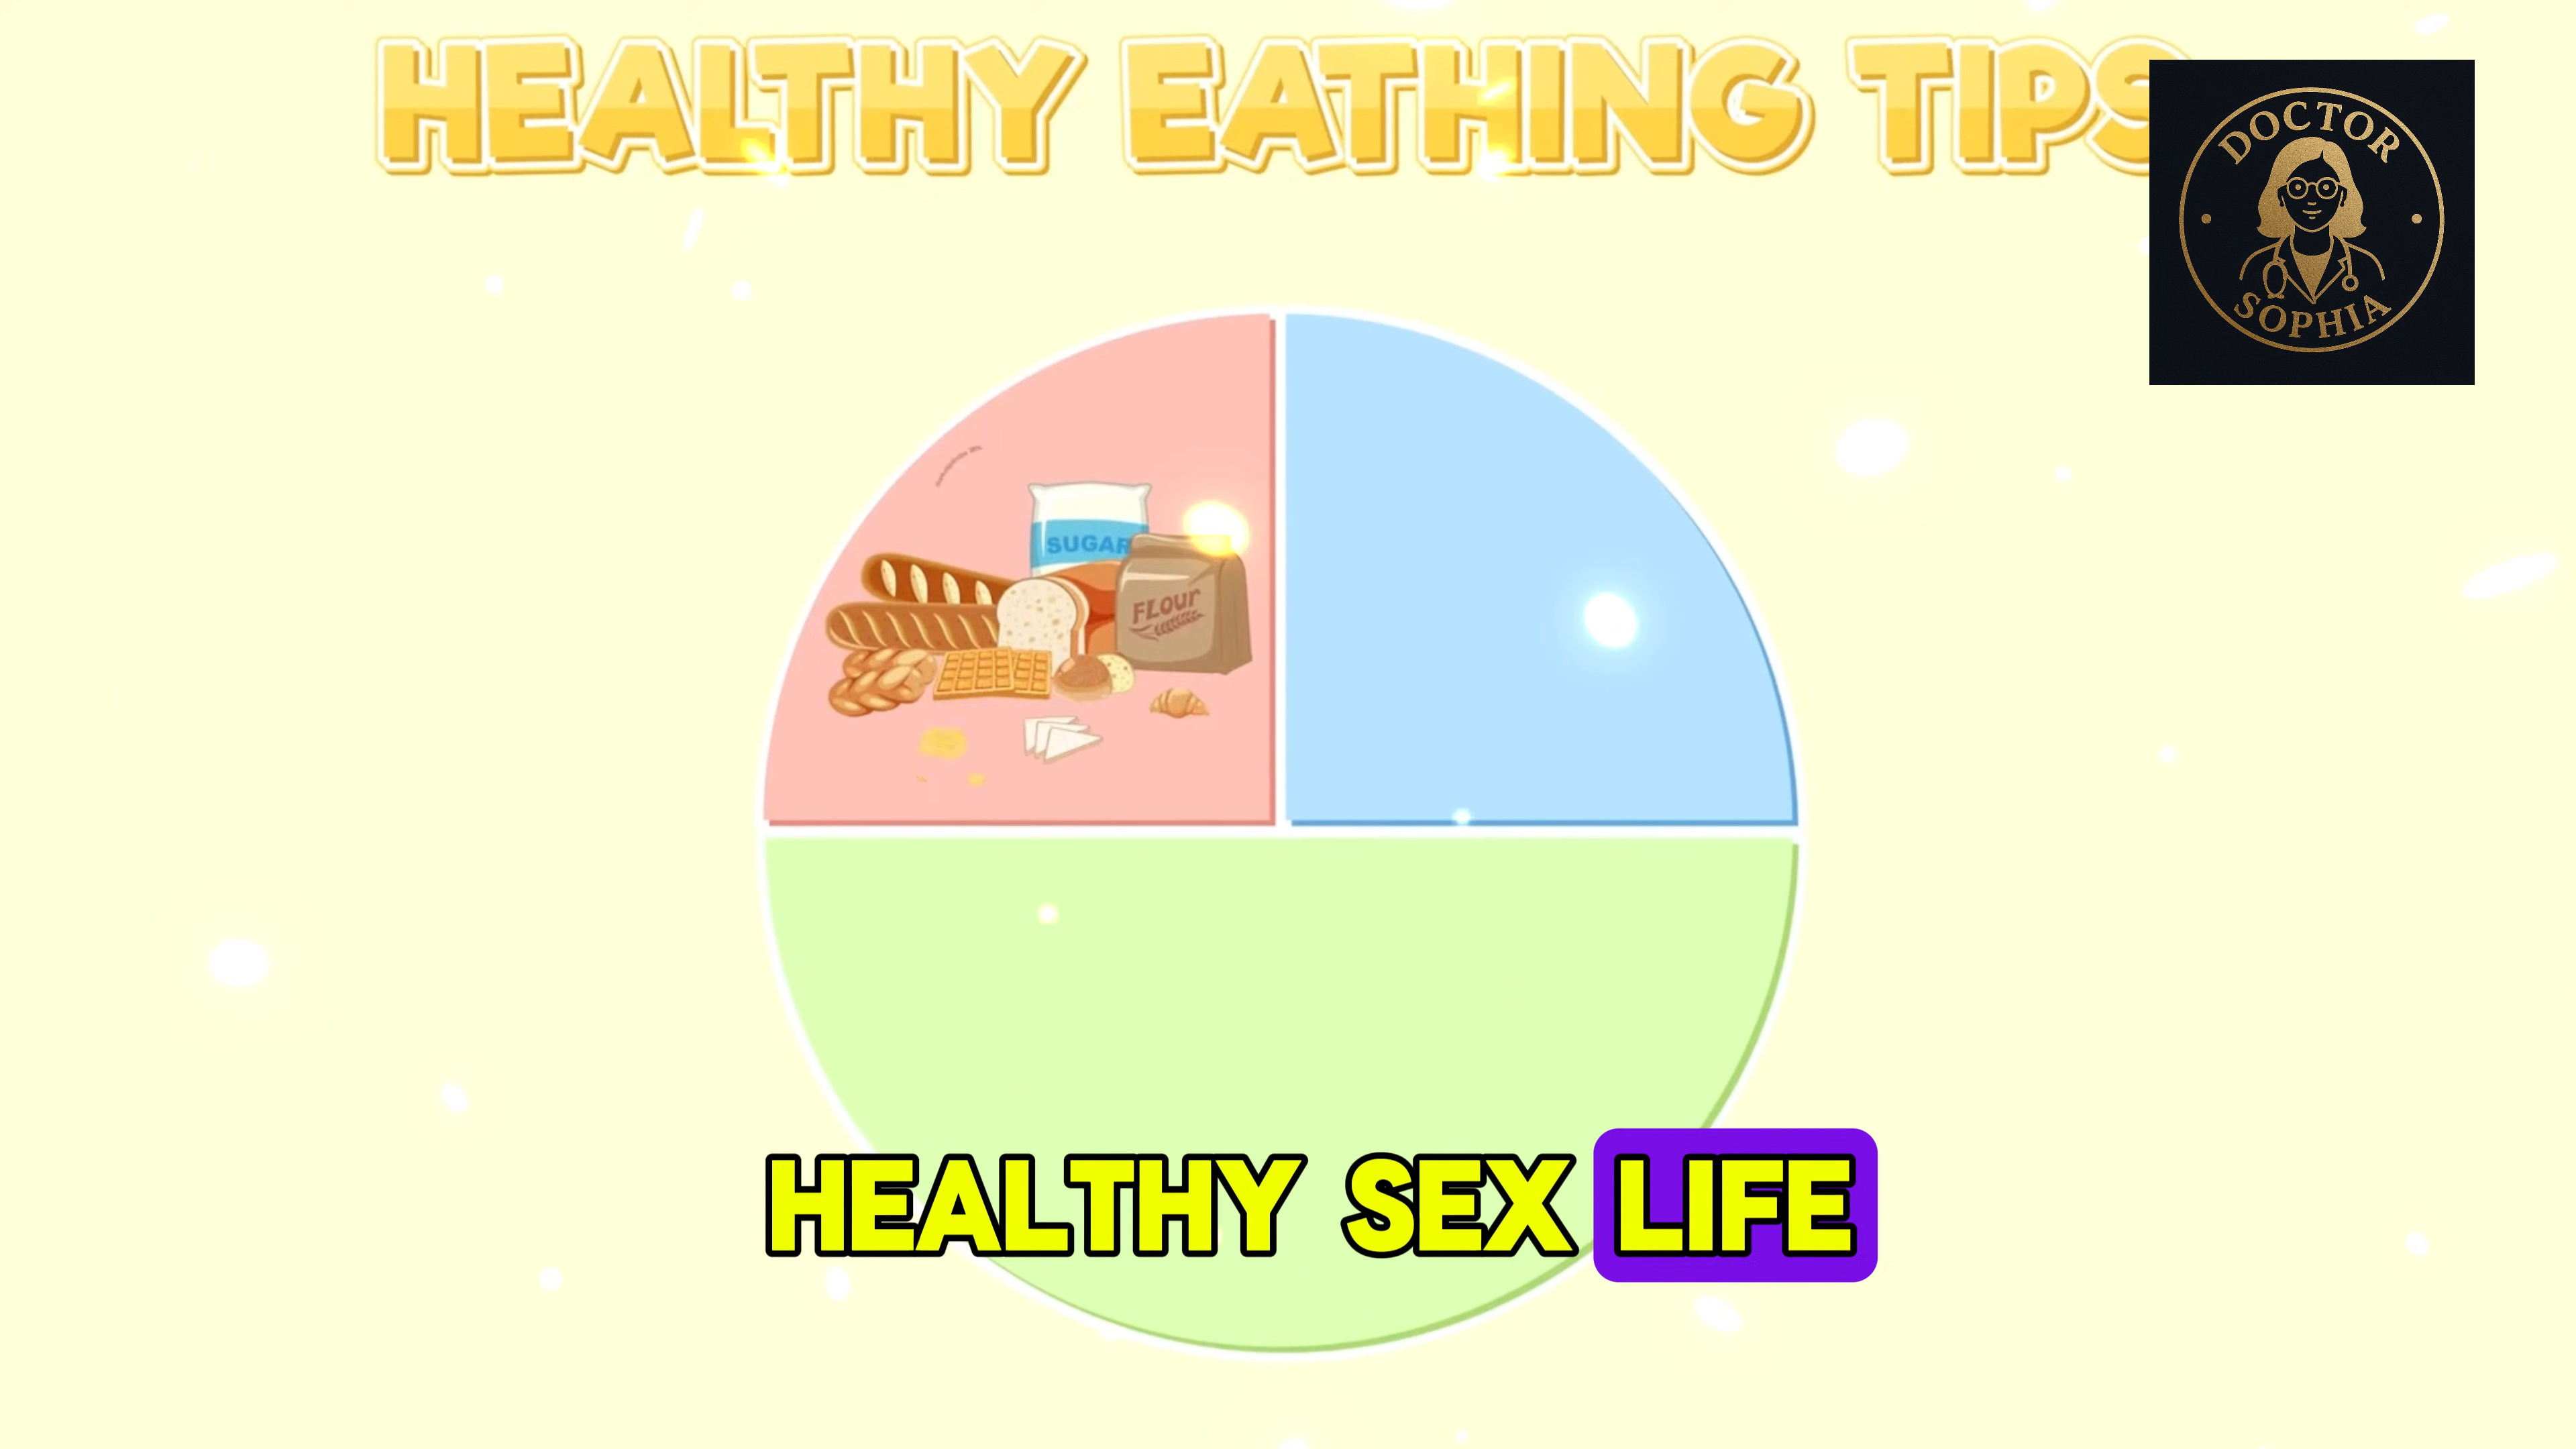 HEALTHY EATHING TIPS
DOCTOR
SOPHIA
SUGAR
FLOUR
HEALTHY SEX LIFE